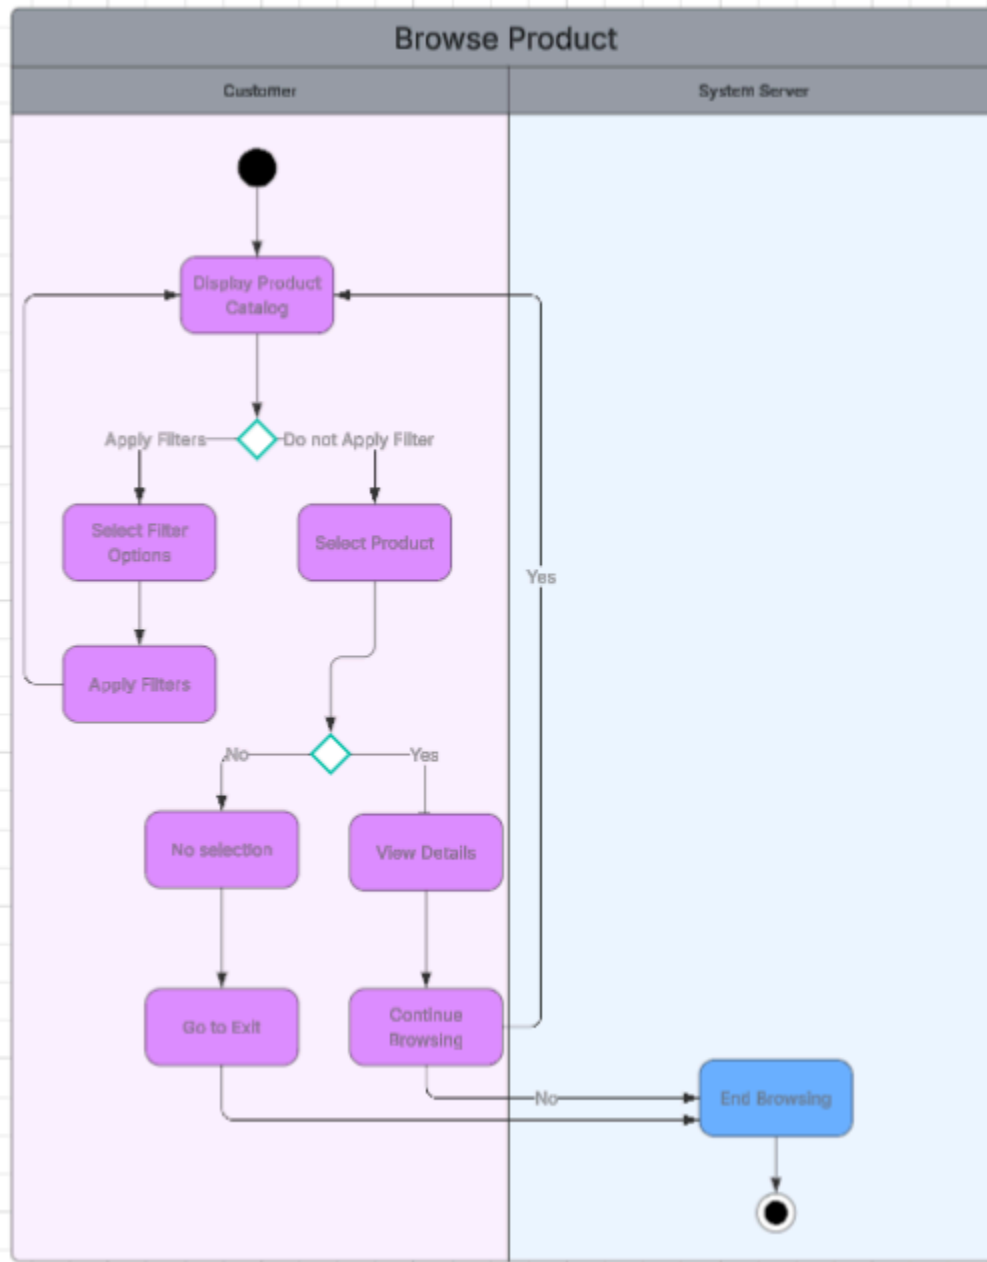 Browse Product
Customer
System Server
Display Product
Catalog
Apply Filters
Do not Apply Filter
Select Filter
Options
Select Product
Yes
Apply Filters
No
Yes
No selection
View Details
Go to Exit
Continue
Browsing
No
End Browsing